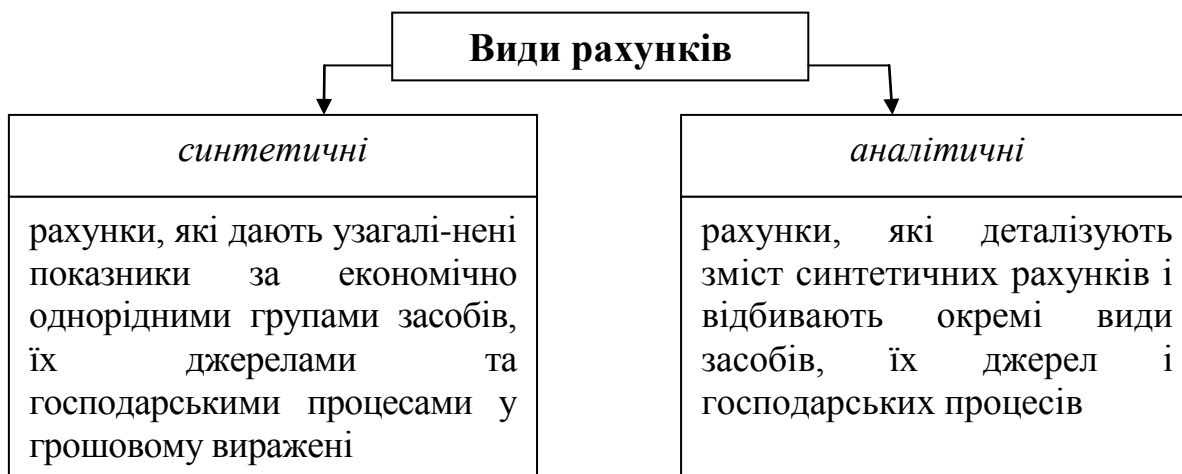 Види рахунків
синтетичні
рахунки, які дають узагалі-нені
показники за економічно
однорідними групами засобів,
їх джерелами та
господарськими процесами у
грошовому виражені
аналітичні
рахунки, які деталізують
зміст синтетичних рахунків і
відбивають окремі види
засобів, їх джерел і
господарських процесів